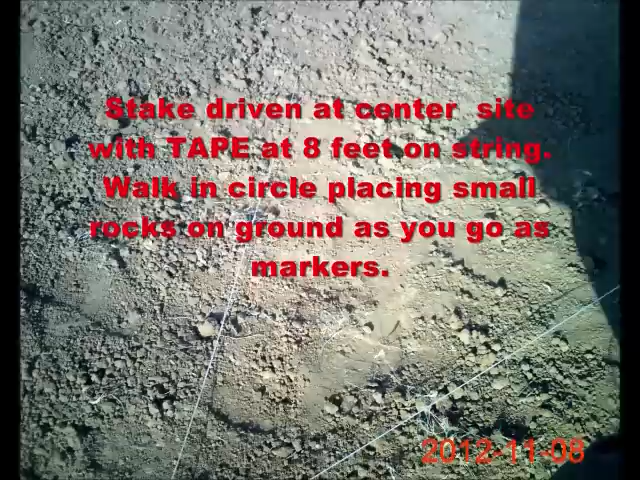 Stake driven at center site
with TAPE at 8 feet on string.
Walk in circle placing small
rocks on ground as you go as
markers.
2012-11-08